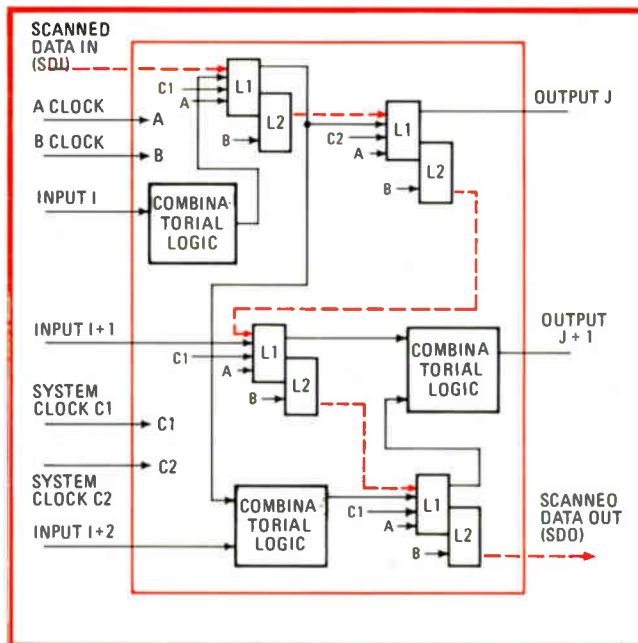 SCANNED
DATA IN
(SDI)
C1
A
L1
L2
B
A CLOCK
A
B CLOCK
B
INPUT I
COMBINA-
TORIAL
LOGIC
C2
A
L1
L2
B
OUTPUT J
INPUT I+1
C1
A
L1
L2
B
COMBINA
TORIAL
LOGIC
OUTPUT
J + 1
SYSTEM
CLOCK C1
C1
C2
SYSTEM
CLOCK C2
INPUT I+2
COMBINA
TORIAL
LOGIC
C1
A
L1
L2
B
SCANNEO
DATA OUT
(SDO)